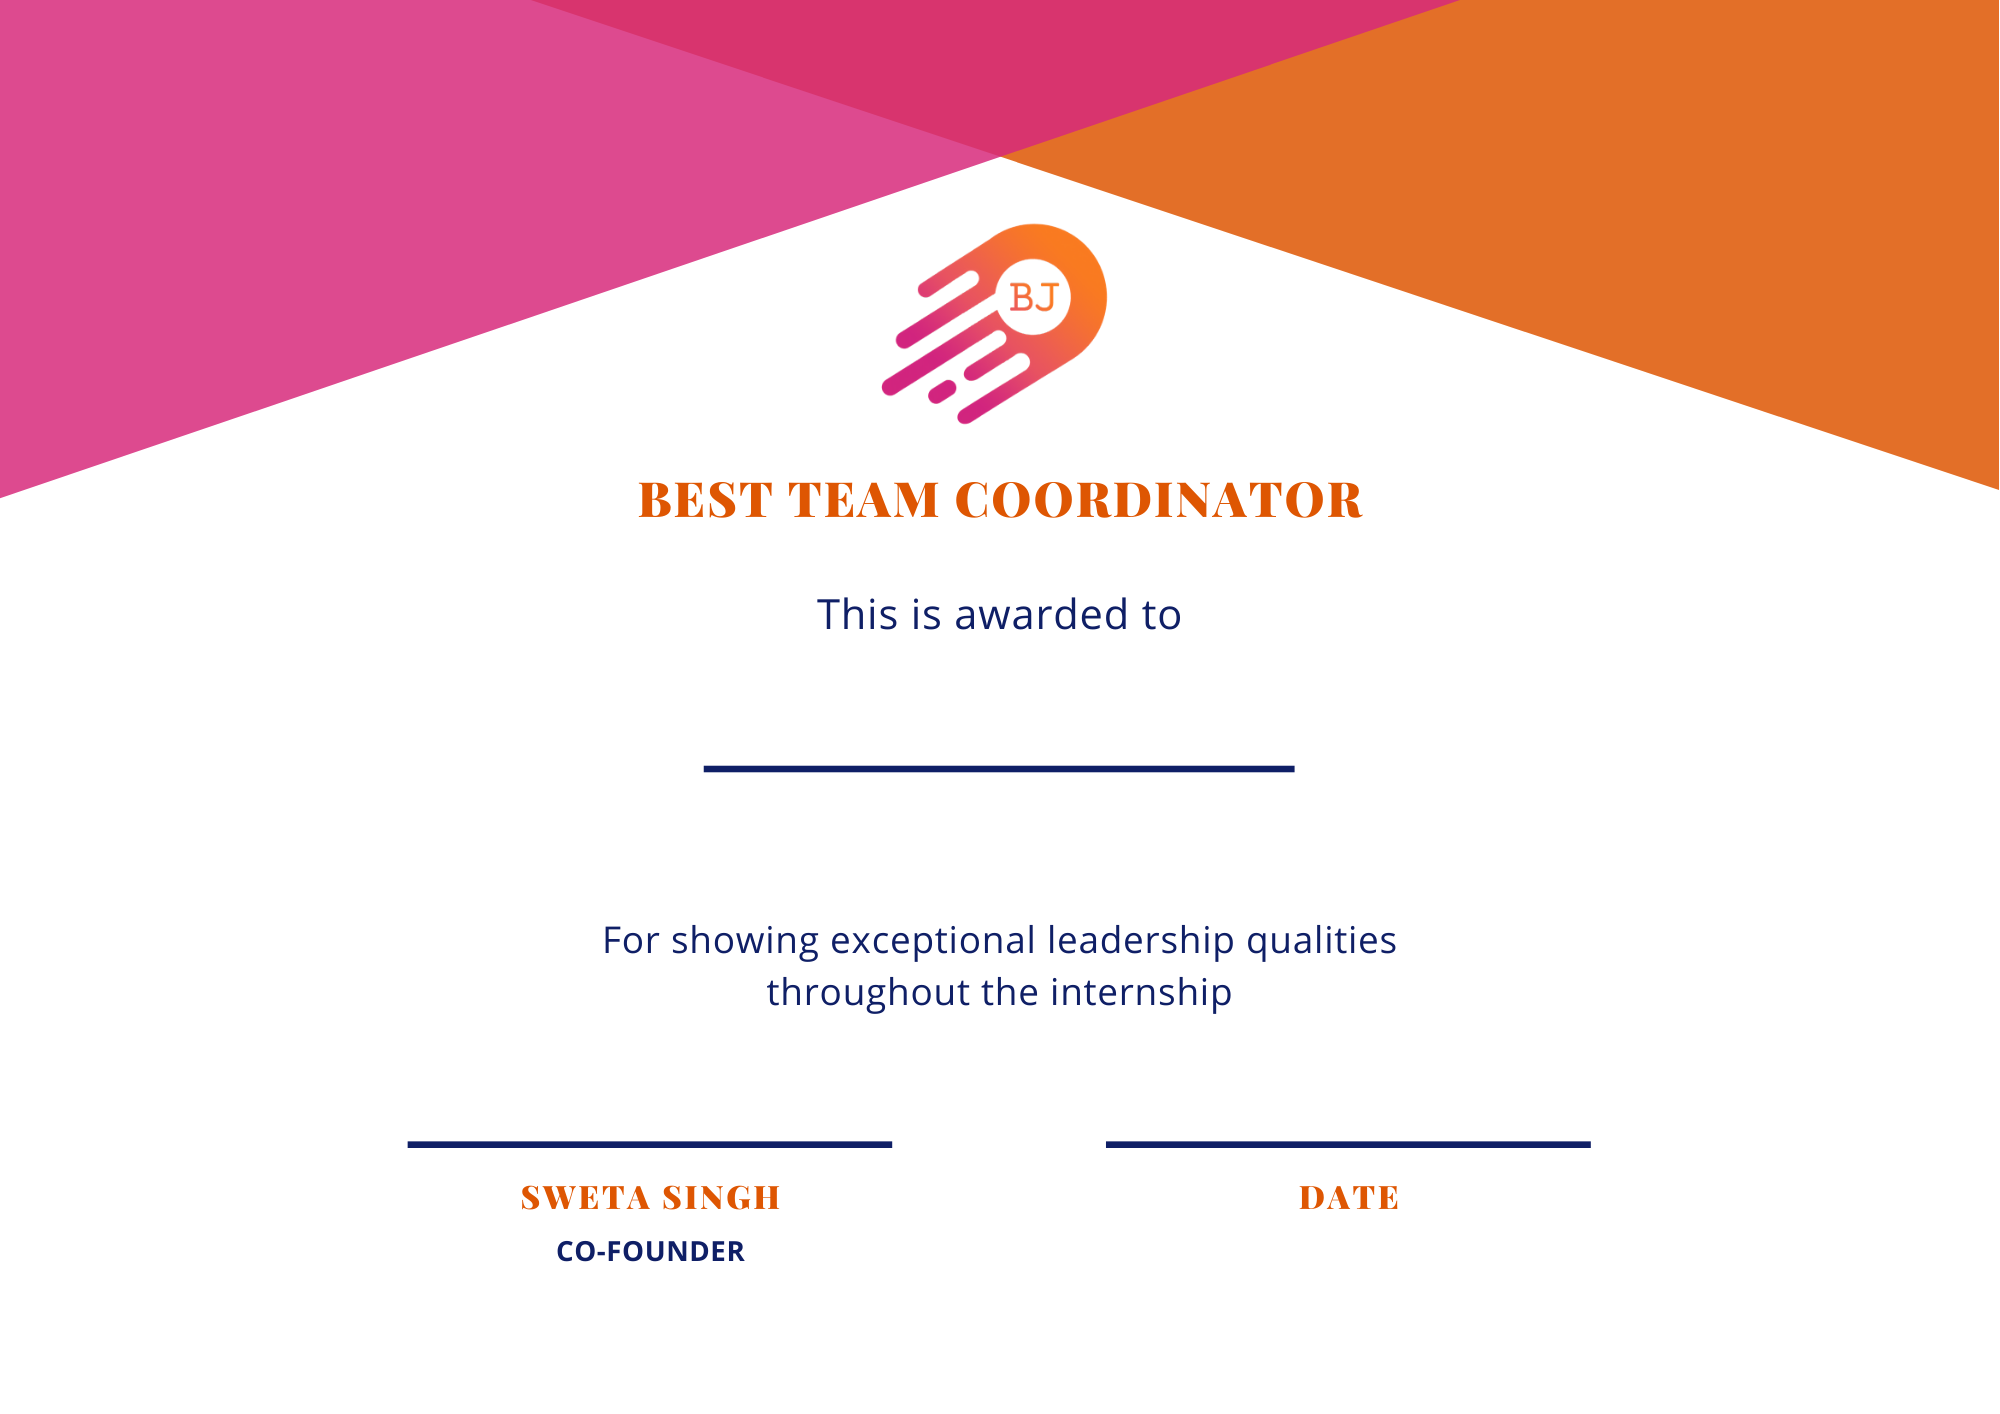 BJ
BEST TEAM COORDINATOR
This is awarded to
For showing exceptional leadership qualities
throughout the internship
SWETA SINGH
CO-FOUNDER
DATE